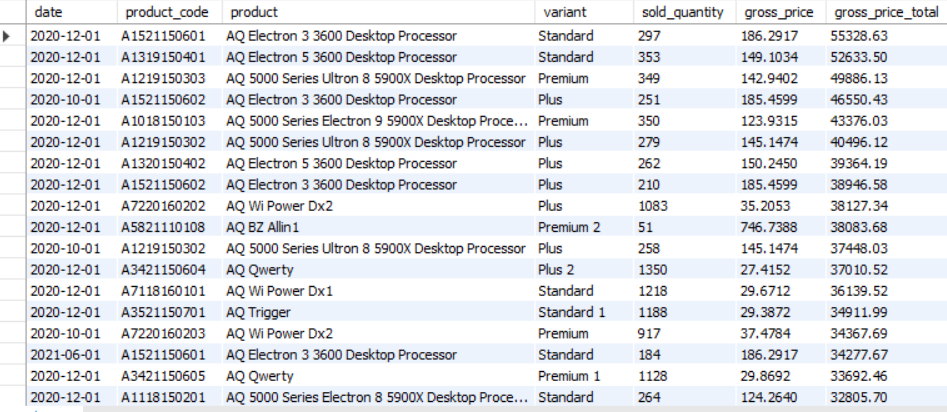 date product_code product variant sold_quantity gross_price gross_price_total
2020-12-01 A1521150601 AQ Electron 3 3600 Desktop Processor Standard 297 186.2917 55328.63
2020-12-01 A1319150401 AQ Electron 5 3600 Desktop Processor Standard 353 149.1034 52633.50
2020-12-01 A1219150303 AQ 5000 Series Ultron 8 5900X Desktop Processor Premium 349 142.9402 49886.13
2020-10-01 A1521150602 AQ Electron 3 3600 Desktop Processor Plus 251 185.4599 46550.43
2020-12-01 A1018150103 AQ 5000 Series Electron 9 5900X Desktop Proce... Premium 350 123.9315 43376.03
2020-12-01 A1219150302 AQ 5000 Series Ultron 8 5900X Desktop Processor Plus 279 145.1474 40496.12
2020-12-01 A1320150402 AQ Electron 5 3600 Desktop Processor Plus 262 150.2450 39364.19
2020-12-01 A1521150602 AQ Electron 3 3600 Desktop Processor Plus 210 185.4599 38946.58
2020-12-01 A7220160202 AQ Wi Power Dx2 Plus 1083 35.2053 38127.34
2020-12-01 A5821110108 AQ BZ Allin1 Premium 2 51 746.7388 38083.68
2020-10-01 A1219150302 AQ 5000 Series Ultron 8 5900X Desktop Processor Plus 258 145.1474 37448.03
2020-12-01 A3421150604 AQ Qwerty Plus 2 1350 27.4152 37010.52
2020-12-01 A7118160101 AQ Wi Power Dx1 Standard 1218 29.6712 36139.52
2020-12-01 A3521150701 AQ Trigger Standard 1 1188 29.3872 34911.99
2020-10-01 A7220160203 AQ Wi Power Dx2 Premium 917 37.4784 34367.69
2021-06-01 A1521150601 AQ Electron 3 3600 Desktop Processor Standard 184 186.2917 34277.67
2020-12-01 A3421150605 AQ Qwerty Premium 1 1128 29.8692 33692.46
2020-12-01 A1118150201 AQ 5000 Series Electron 8 5900X Desktop Proce... Standard 264 124.2640 32805.70